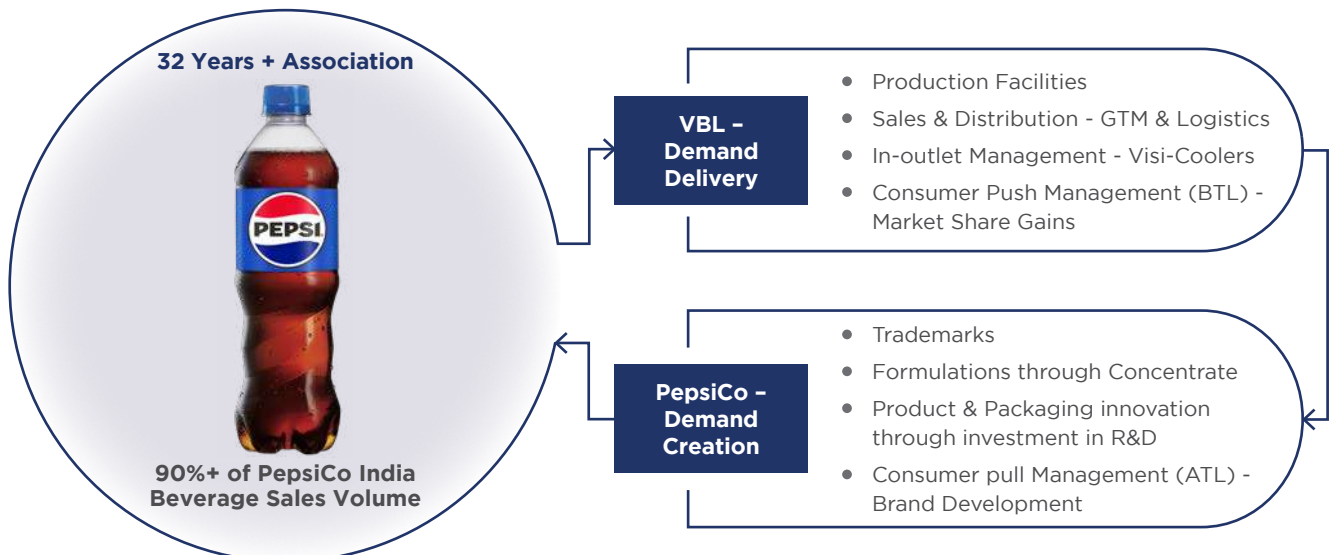 32 Years + Association
PEPSI
90%+ of PepsiCo India
Beverage Sales Volume
VBL –
Demand
Delivery
● Production Facilities
● Sales & Distribution - GTM & Logistics
● In-outlet Management - Visi-Coolers
● Consumer Push Management (BTL) -
Market Share Gains
PepsiCo –
Demand
Creation
● Trademarks
● Formulations through Concentrate
● Product & Packaging innovation
through investment in R&D
● Consumer pull Management (ATL) -
Brand Development